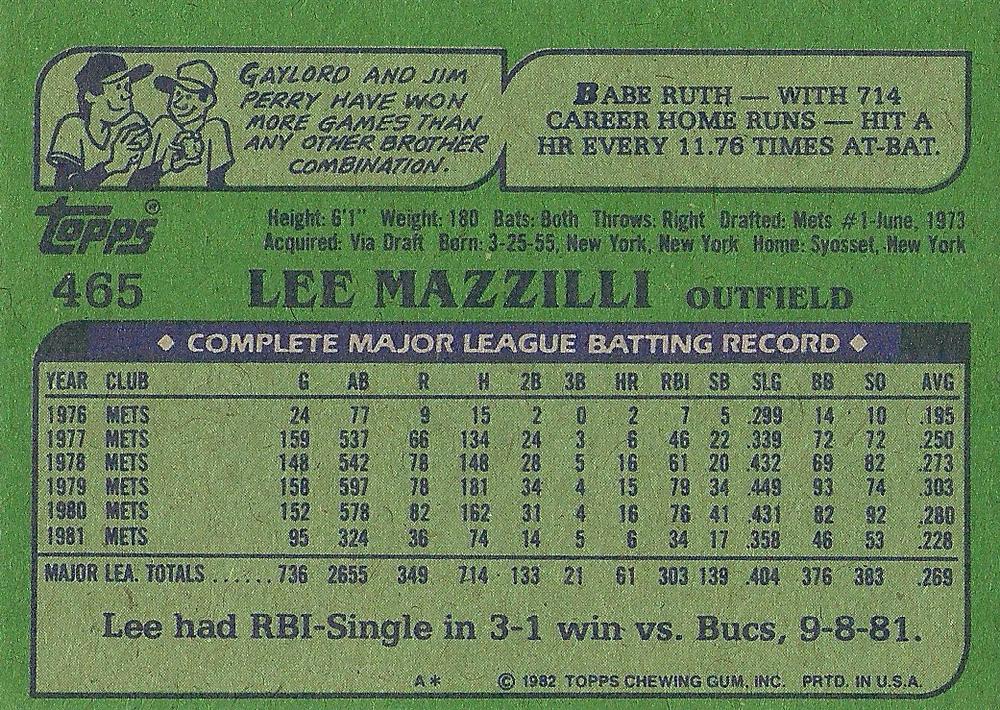 GAYLORD AND JIM
PERRY HAVE WON
MORE GAMES THAN
ANY OTHER BROTHER
COMBINATION.
BABE RUTH — WITH 714
CAREER HOME RUNS — HIT A
HR EVERY 11.76 TIMES AT-BAT.
Topps®
Height: 6'1" Weight: 180 Bats: Both Throws: Right Drafted: Mets #1-June, 1973
Acquired: Via Draft Born: 3-25-55, New York, New York Home: Syosset, New York
465 LEE MAZZILLI OUTFIELD
◆ COMPLETE MAJOR LEAGUE BATTING RECORD ◆
YEAR CLUB G AB R H 2B 3B HR RBI SB SLG BB SO AVG
1976 METS 24 77 9 15 2 0 2 7 5 .299 14 10 .195
1977 METS 159 537 66 134 24 3 6 46 22 .339 72 72 .250
1978 METS 148 542 78 148 28 5 16 61 20 .432 69 82 .273
1979 METS 158 597 78 181 34 4 15 79 34 .449 93 74 .303
1980 METS 152 578 82 162 31 4 16 76 41 .431 82 92 .280
1981 METS 95 324 36 74 14 5 6 34 17 .358 46 53 .228
MAJOR LEA. TOTALS ...... 736 2655 349 714 133 21 61 303 139 .404 376 383 .269
Lee had RBI-Single in 3-1 win vs. Bucs, 9-8-81.
A* © 1982 TOPPS CHEWING GUM, INC. PRTD. IN U.S.A.